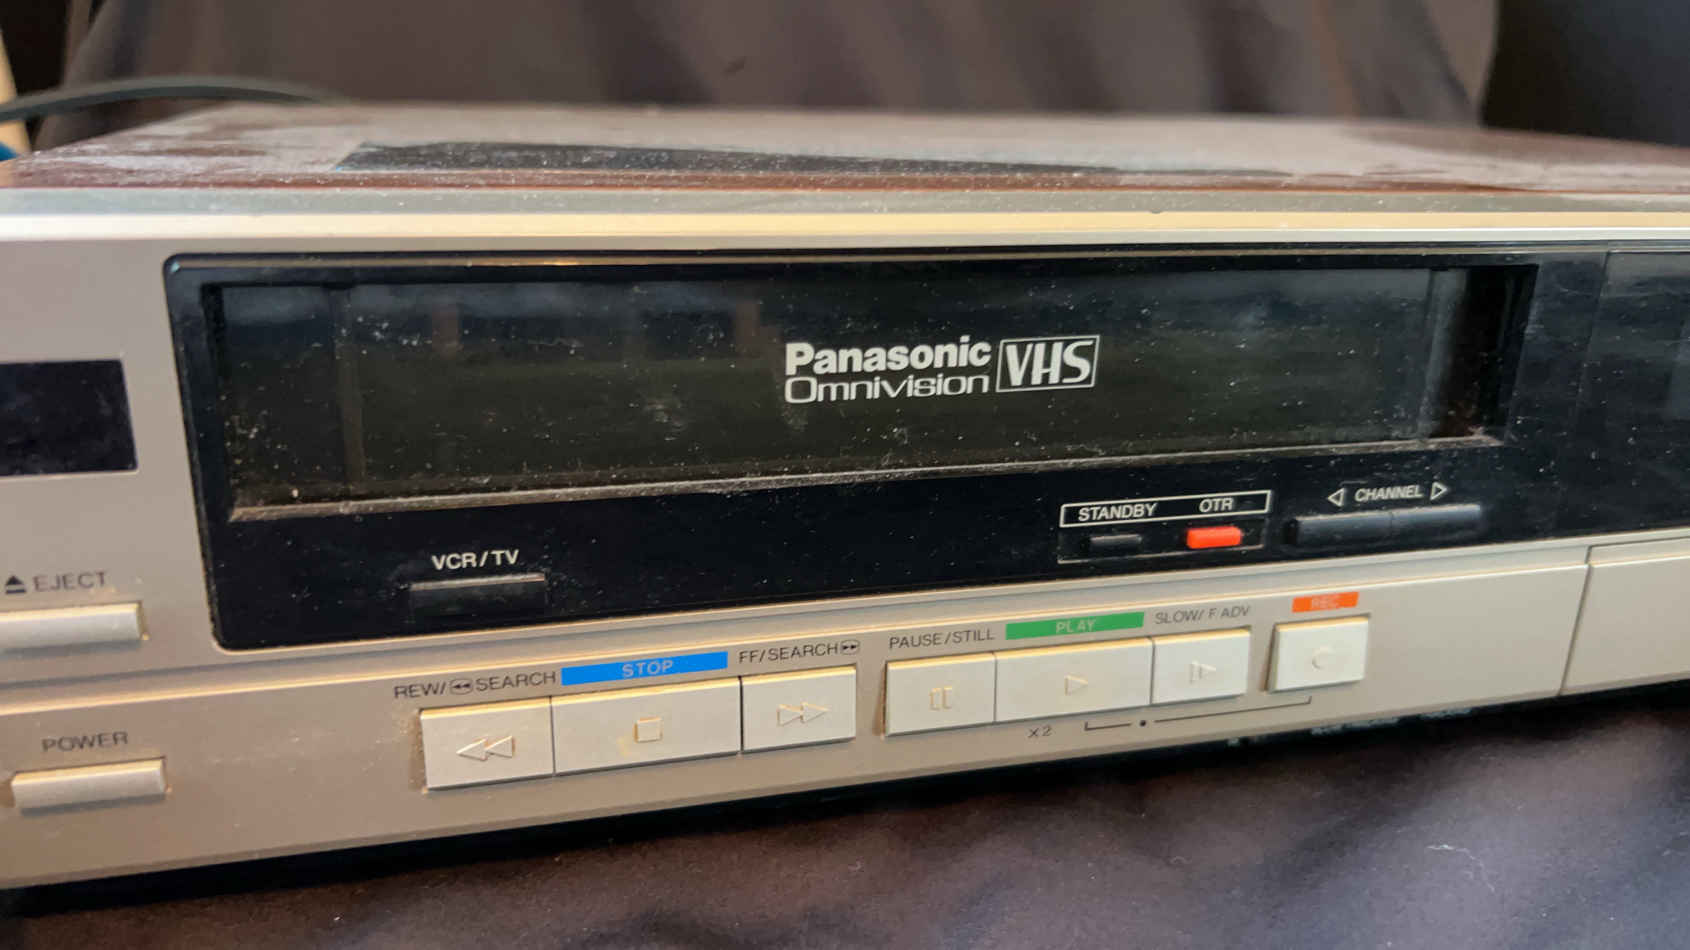 Panasonic
Omnivision VHS
STANDBY OTR
CHANNEL
VCR/TV
EJECT
REC
SLOW/F ADV
PLAY
PAUSE/STILL
FF/SEARCH
STOP
REW/ SEARCH
X2
POWER